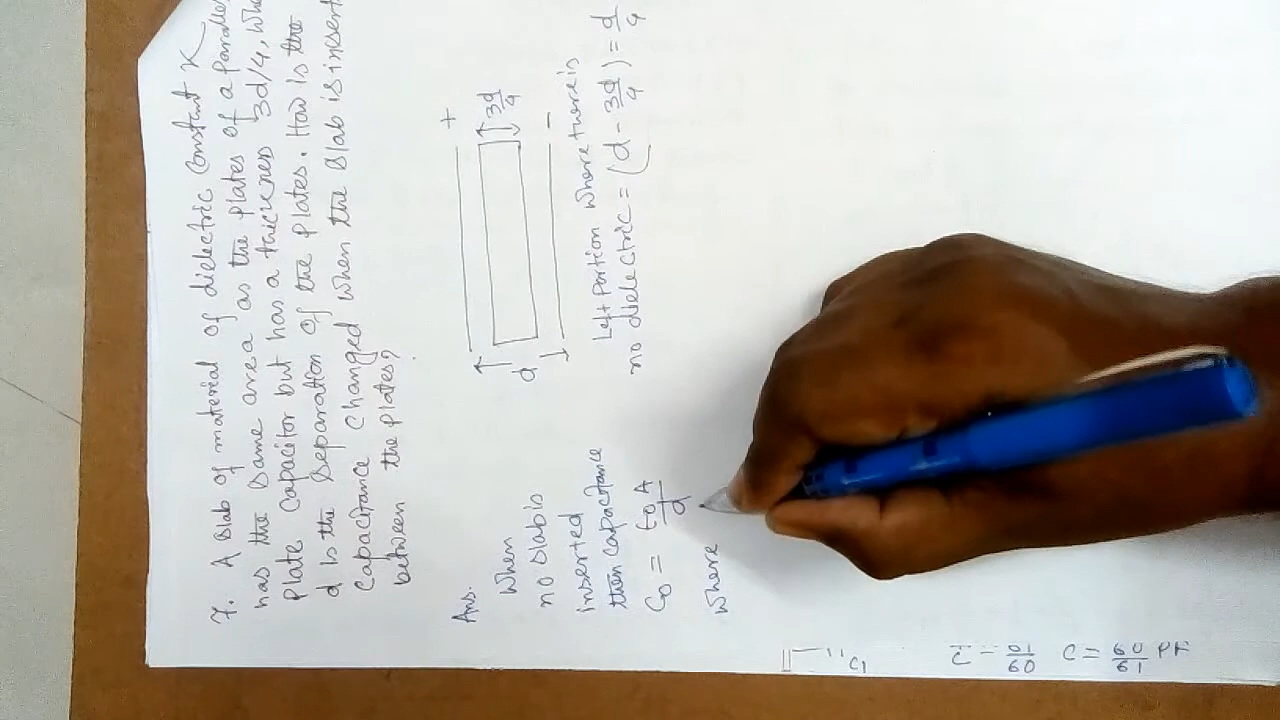 7. A slab of material of dielectric constant K
has the same area as the plates of a
plate capacitor but has a thickness 3d/4,
d is the separation of the plates. How is the
capacitance changed when the slab is
between the plates?
Ans.
+
3d/4
d
-
When
no slab is
inserted
then capacitance
C₀ = ε₀A/d
Left portion where there is
no dielectric = (d - 3d/4) = d/4
where
C₁
C = 60/61 PF